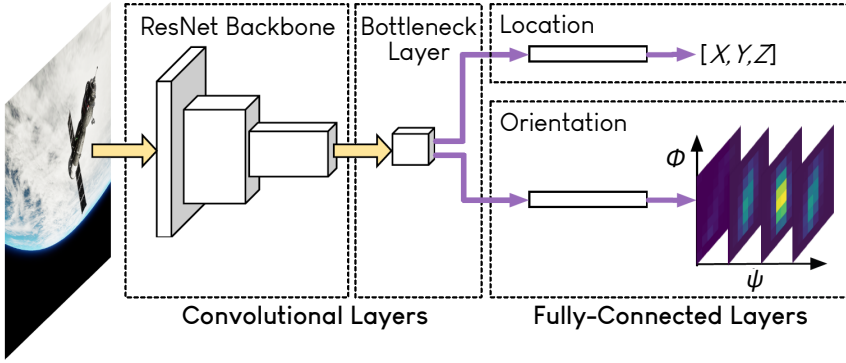 ResNet Backbone
Bottleneck
Layer
Location
[X,Y,Z]
Orientation
Φ
ψ
Convolutional Layers
Fully-Connected Layers